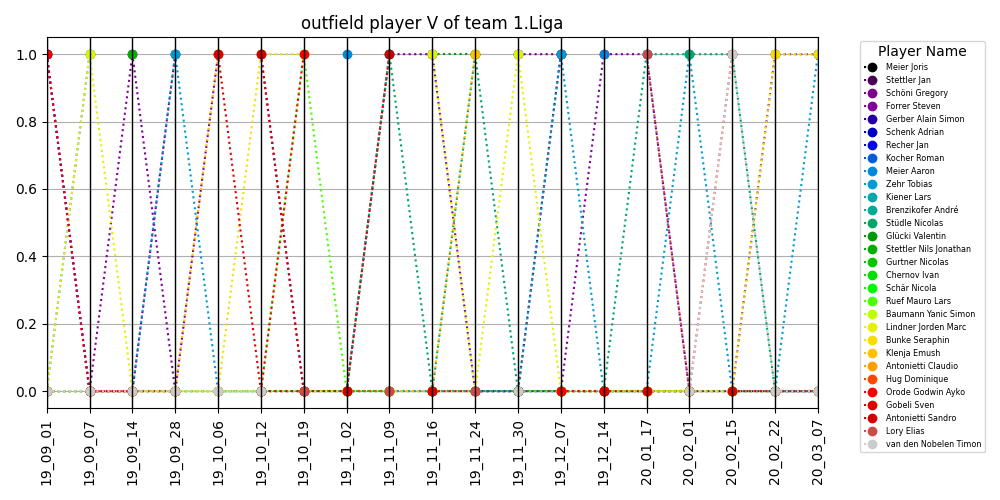 outfield player V of team 1.Liga
1.0
0.8
0.6
0.4
0.2
0.0
19_09_01
19_09_07
19_09_14
19_09_28
19_10_06
19_10_12
19_10_19
19_11_02
19_11_09
19_11_16
19_11_24
19_11_30
19_12_07
19_12_14
20_01_17
20_02_01
20_02_15
20_02_22
20_03_07
Player Name
Meier Joris
Stettler Jan
Schöni Gregory
Forrer Steven
Gerber Alain Simon
Schenk Adrian
Recher Jan
Kocher Roman
Meier Aaron
Zehr Tobias
Kiener Lars
Brenzikofer André
Stüdle Nicolas
Glücki Valentin
Stettler Nils Jonathan
Gurtner Nicolas
Chernov Ivan
Schär Nicola
Ruef Mauro Lars
Baumann Yanic Simon
Lindner Jorden Marc
Bunke Seraphin
Klenja Emush
Antonietti Claudio
Hug Dominique
Orode Godwin Ayko
Gobeli Sven
Antonietti Sandro
Lory Elias
van den Nobelen Timon